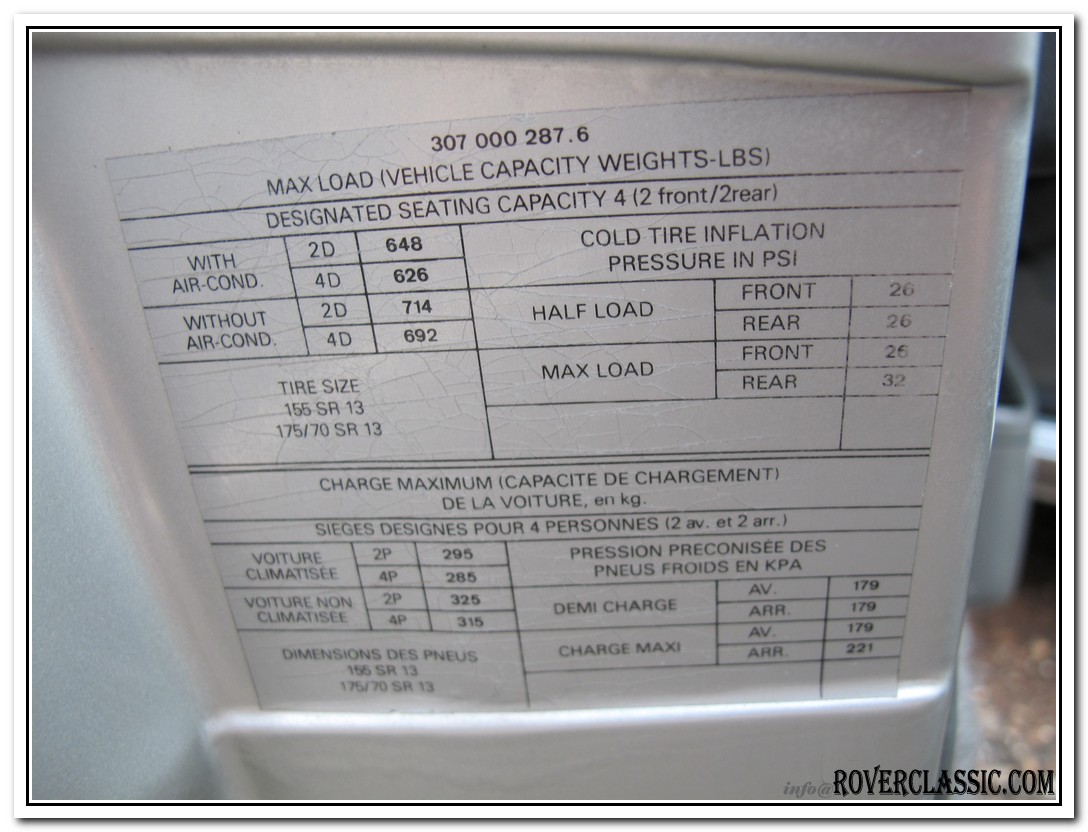 307 000 287.6
MAX LOAD (VEHICLE CAPACITY WEIGHTS-LBS)
DESIGNATED SEATING CAPACITY 4 (2 front/2rear)
WITH AIR-COND. 2D 648
4D 626
WITHOUT AIR-COND. 2D 714
4D 692
COLD TIRE INFLATION
PRESSURE IN PSI
HALF LOAD FRONT 26
REAR 26
MAX LOAD FRONT 26
REAR 32
TIRE SIZE
155 SR 13
175/70 SR 13
CHARGE MAXIMUM (CAPACITE DE CHARGEMENT)
DE LA VOITURE, en kg.
SIEGES DESIGNES POUR 4 PERSONNES (2 av. et 2 arr.)
VOITURE CLIMATISÉE 2P 295
4P 285
VOITURE NON CLIMATISÉE 2P 325
4P 315
PRESSION PRECONISÉE DES
PNEUS FROIDS EN KPA
DEMI CHARGE AV. 179
ARR. 179
CHARGE MAXI AV. 179
ARR. 221
DIMENSIONS DES PNEUS
155 SR 13
175/70 SR 13
info@ROVERCLASSIC.COM